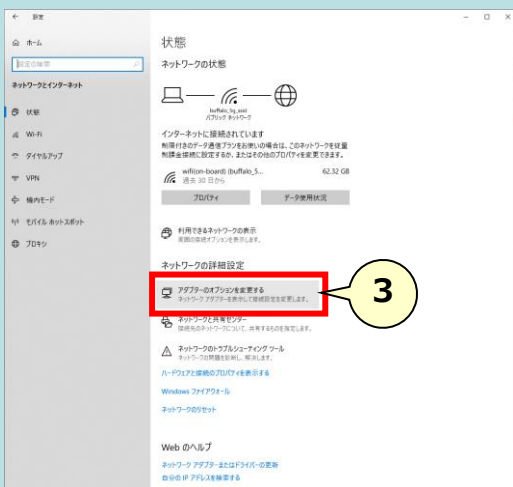 設定
ホーム
設定の検索
ネットワークとインターネット
状態
Wi-Fi
ダイヤルアップ
VPN
機内モード
モバイル ホットスポット
プロキシ
状態
ネットワークの状態
buffalo_5g_asid
パブリック ネットワーク
インターネットに接続されています
制限付きのデータ通信プランをお使いの場合は、このネットワークを従量
制課金接続に設定するか、またはその他のプロパティを変更できます。
wifi(on-board) (buffalo_5... 62.32 GB
過去 30 日から
プロパティ データ使用状況
利用できるネットワークの表示
周囲の接続オプションを表示します。
ネットワークの詳細設定
アダプターのオプションを変更する
ネットワーク アダプターを表示して接続設定を変更します。
3
ネットワークと共有センター
接続先のネットワークについて、共有するものを指定します。
ネットワークのトラブルシューティング ツール
ネットワークの問題を診断し、解決します。
ハードウェアと接続のプロパティを表示する
Windows ファイアウォール
ネットワークのリセット
Web のヘルプ
ネットワーク アダプターまたはドライバーの更新
自分の IP アドレスを検索する